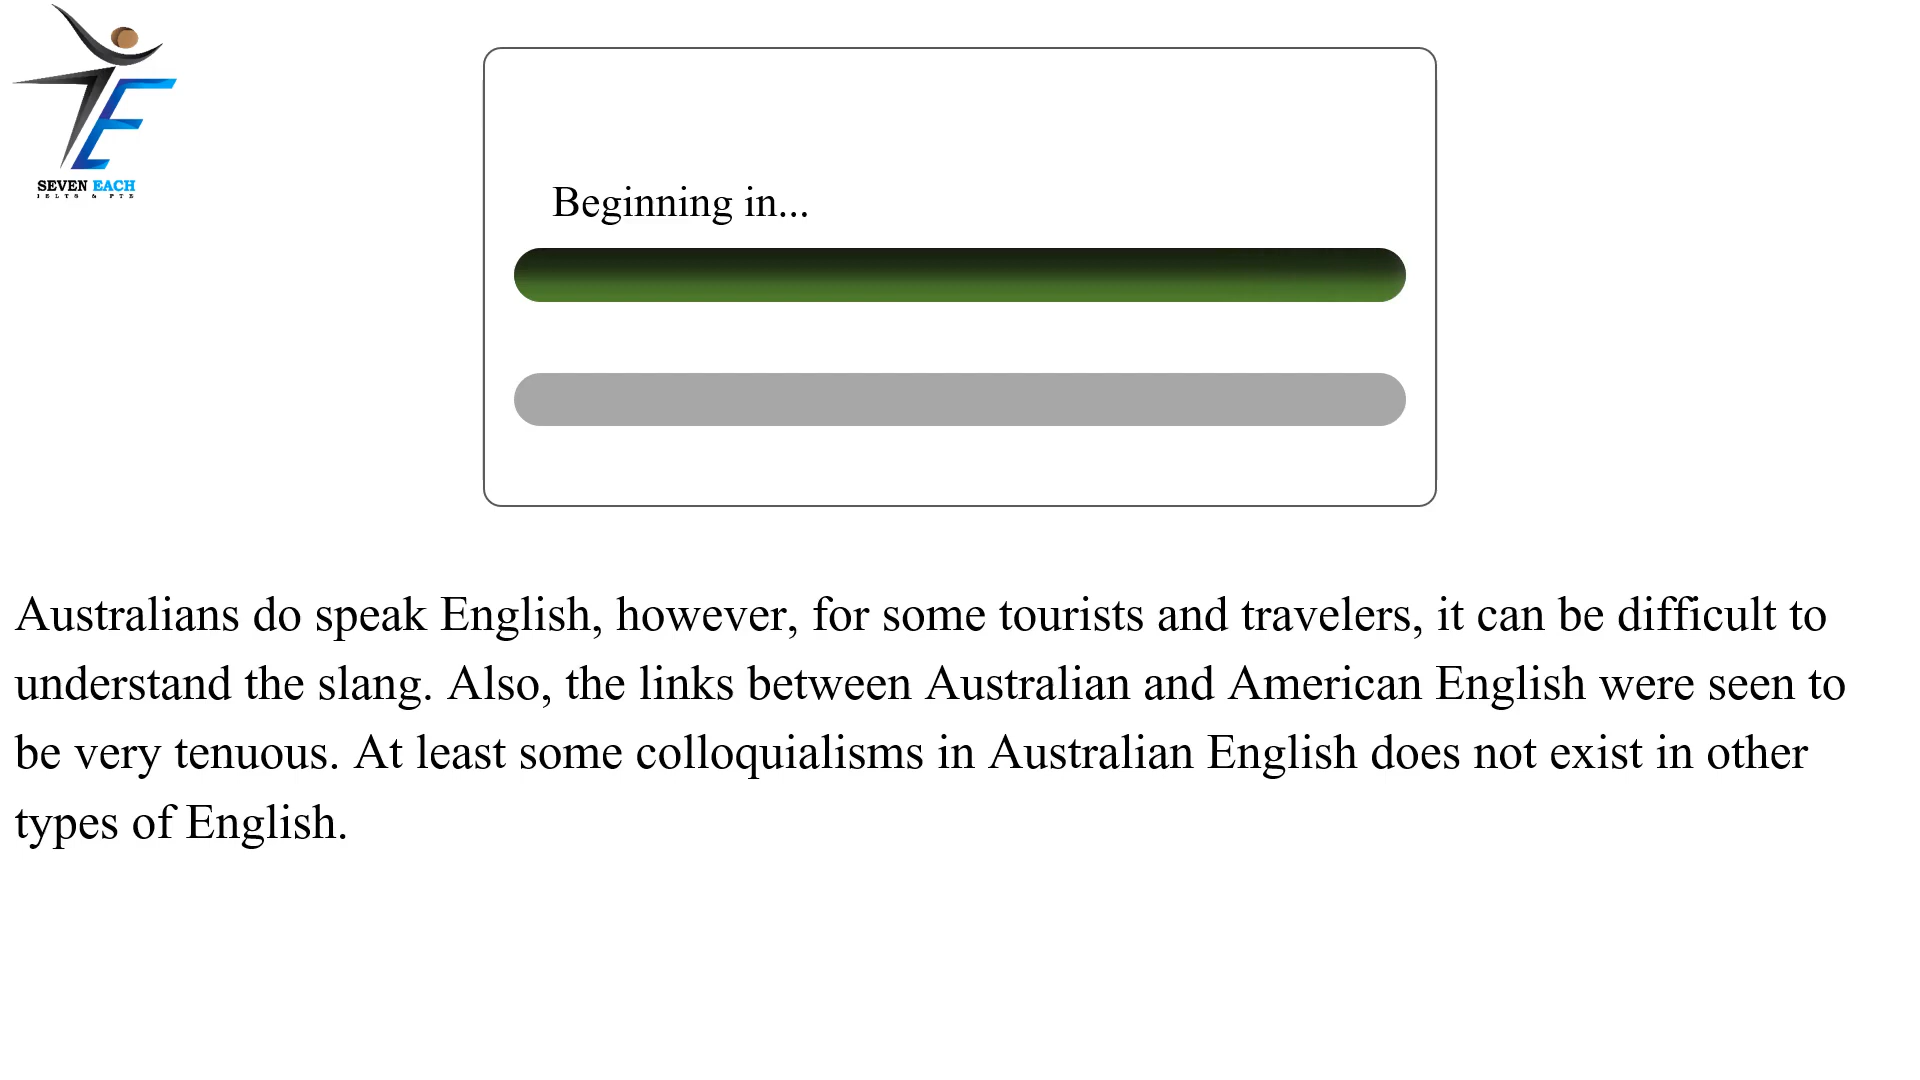 SEVEN EACH
IELTS & PTE
Beginning in...
Australians do speak English, however, for some tourists and travelers, it can be difficult to
understand the slang. Also, the links between Australian and American English were seen to
be very tenuous. At least some colloquialisms in Australian English does not exist in other
types of English.